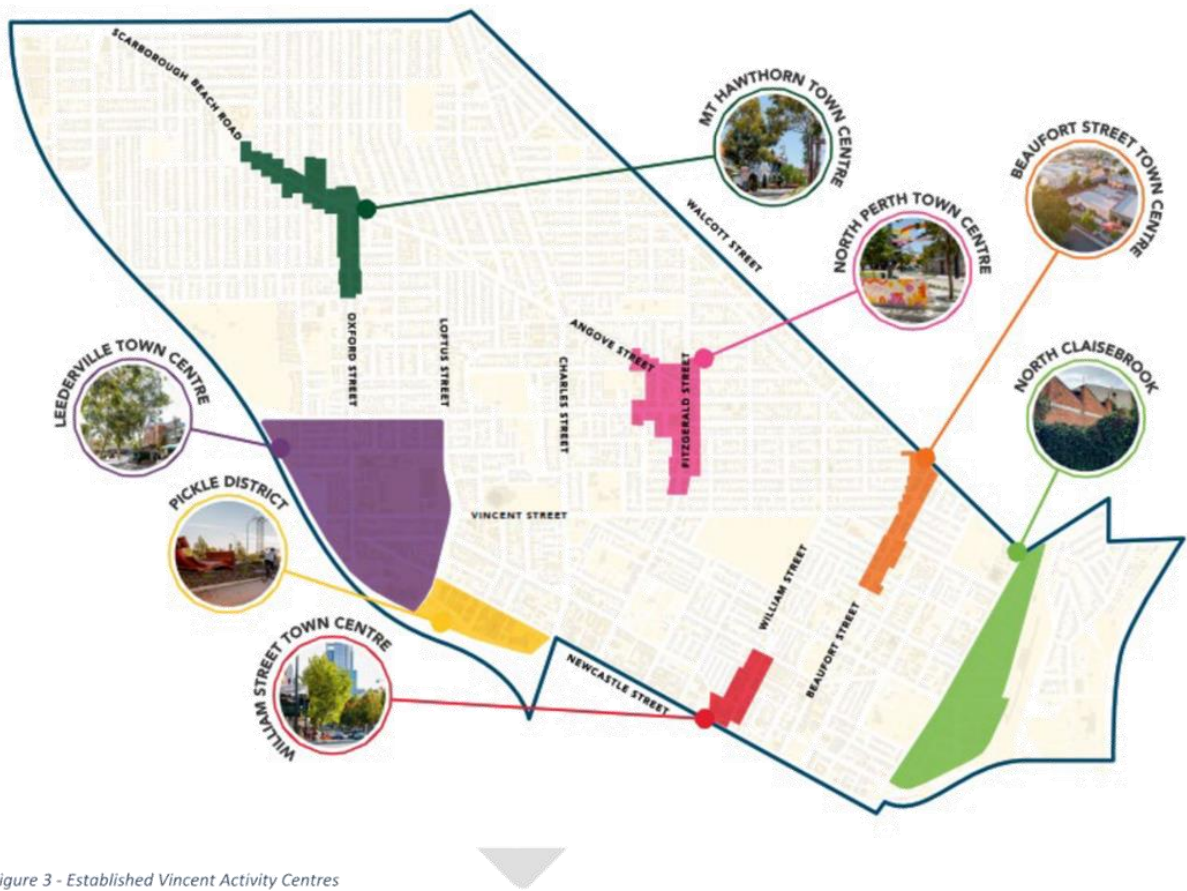 SCARBOROUGH BEACH ROAD
MT HAWTHORN TOWN CENTRE
BEAUFORT STREET TOWN CENTRE
WALCOTT STREET
NORTH PERTH TOWN CENTRE
OXFORD STREET
LOFTUS STREET
ANGOVE STREET
CHARLES STREET
FITZGERALD STREET
LEEDERVILLE TOWN CENTRE
NORTH CLAISEBROOK
PICKLE DISTRICT
VINCENT STREET
WILLIAM STREET
BEAUFORT STREET
WILLIAM STREET TOWN CENTRE
NEWCASTLE STREET
igure 3 - Established Vincent Activity Centres